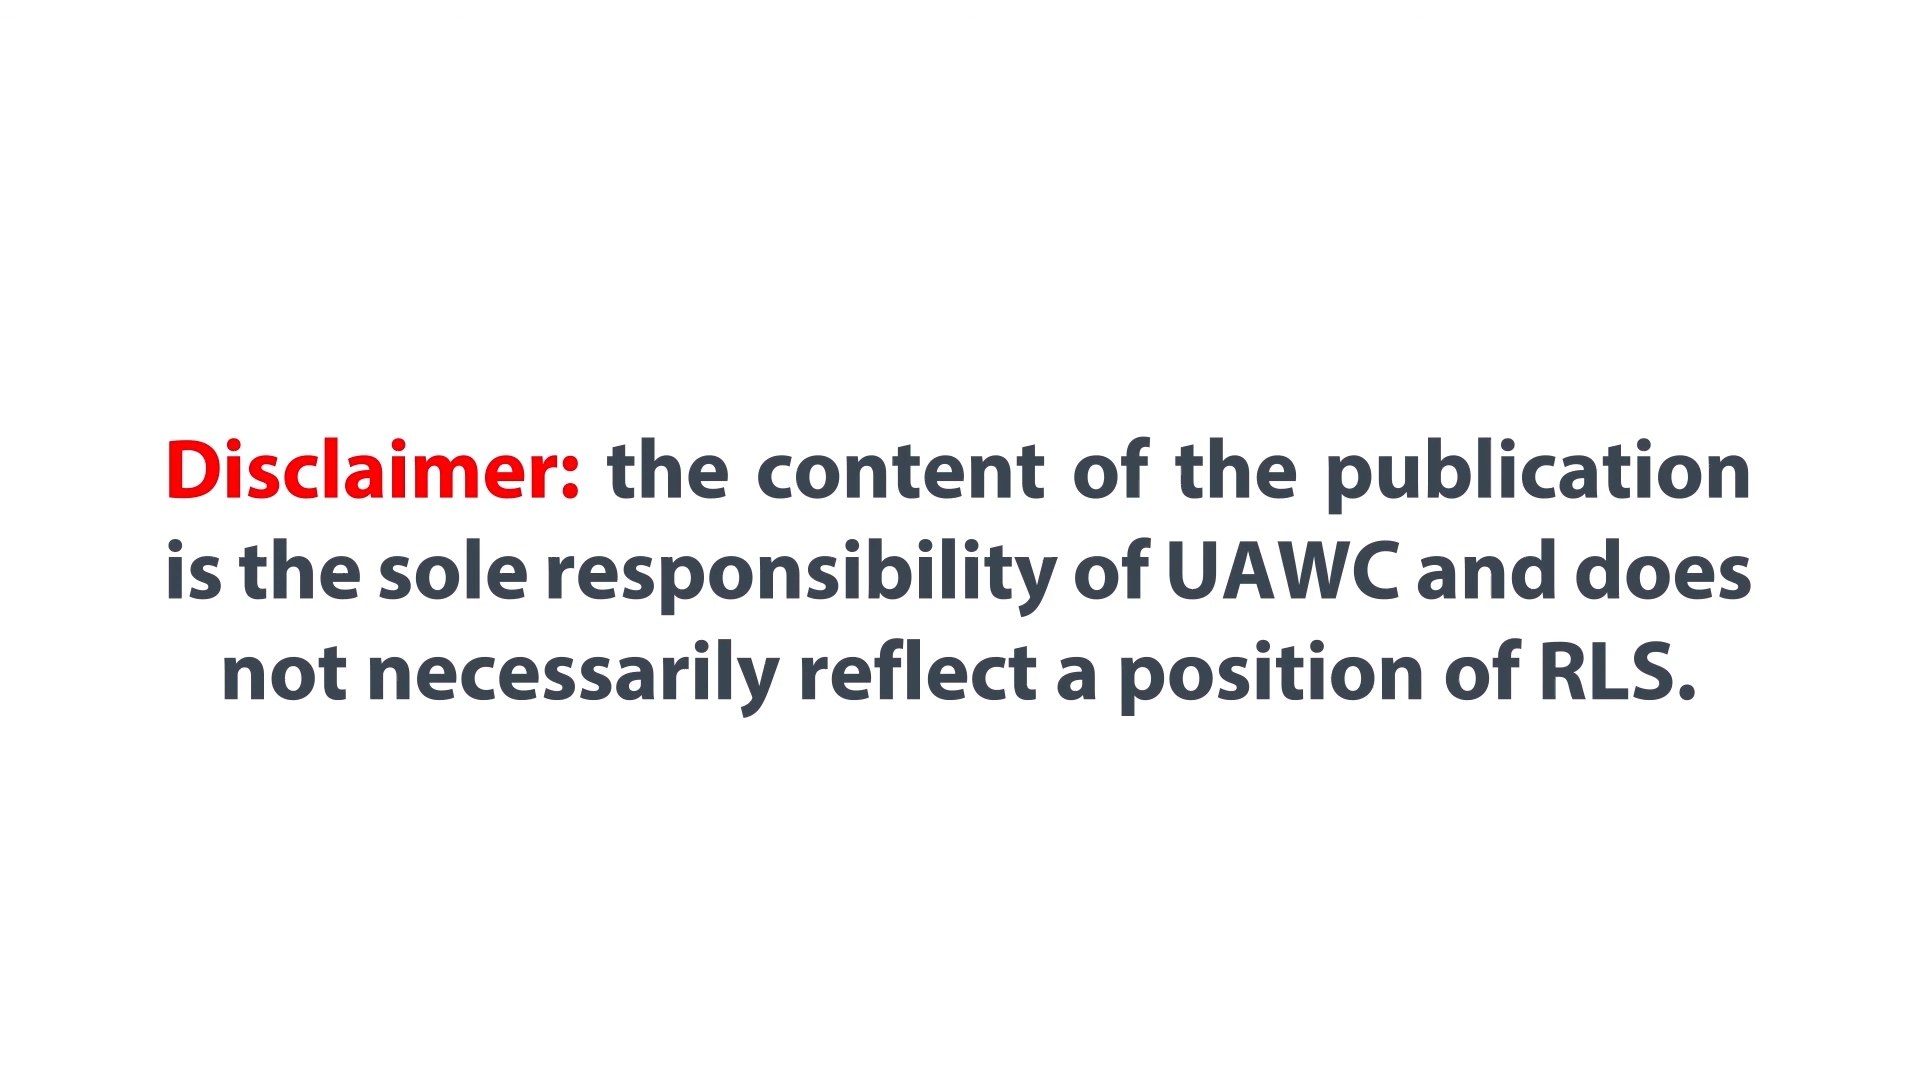 Disclaimer: the content of the publication
is the sole responsibility of UAWC and does
not necessarily reflect a position of RLS.